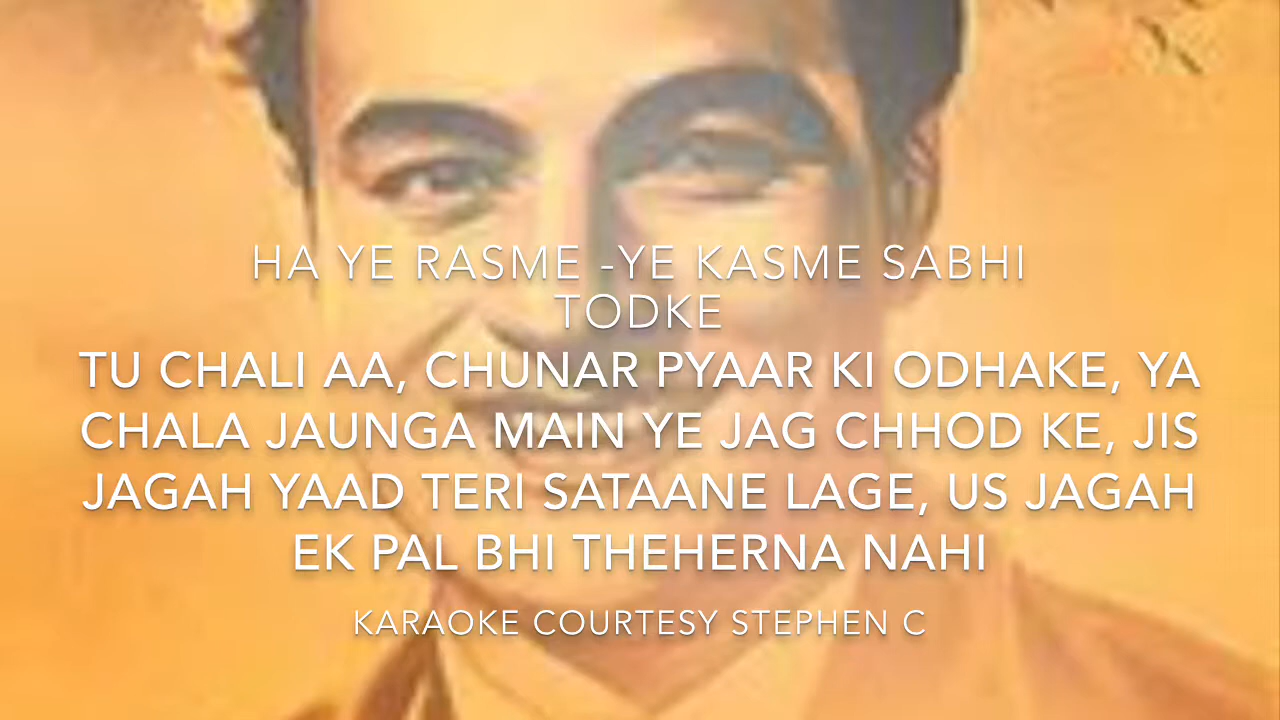 HA YE RASME -YE KASME SABHI
TODKE
TU CHALI AA, CHUNAR PYAAR KI ODHAKE, YA
CHALA JAUNGA MAIN YE JAG CHHOD KE, JIS
JAGAH YAAD TERI SATAANE LAGE, US JAGAH
EK PAL BHI THEHERNA NAHI
KARAOKE COURTESY STEPHEN C